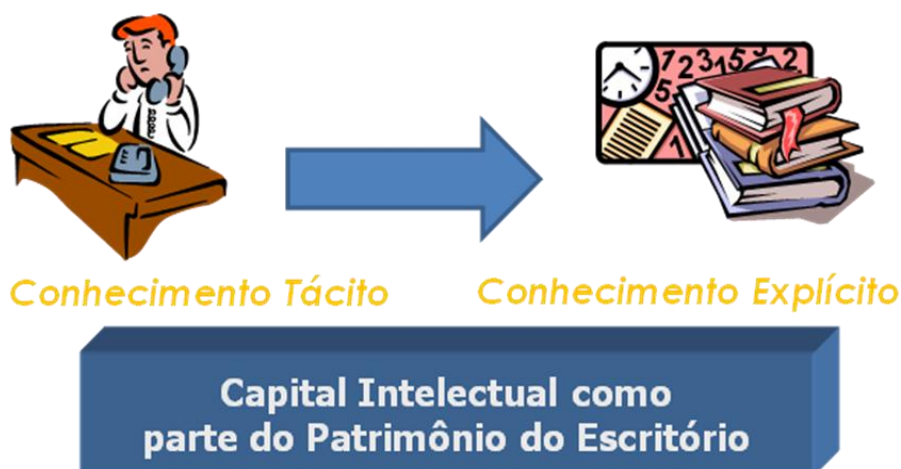 Conhecimento Tácito
Conhecimento Explícito
Capital Intelectual como
parte do Patrimônio do Escritório